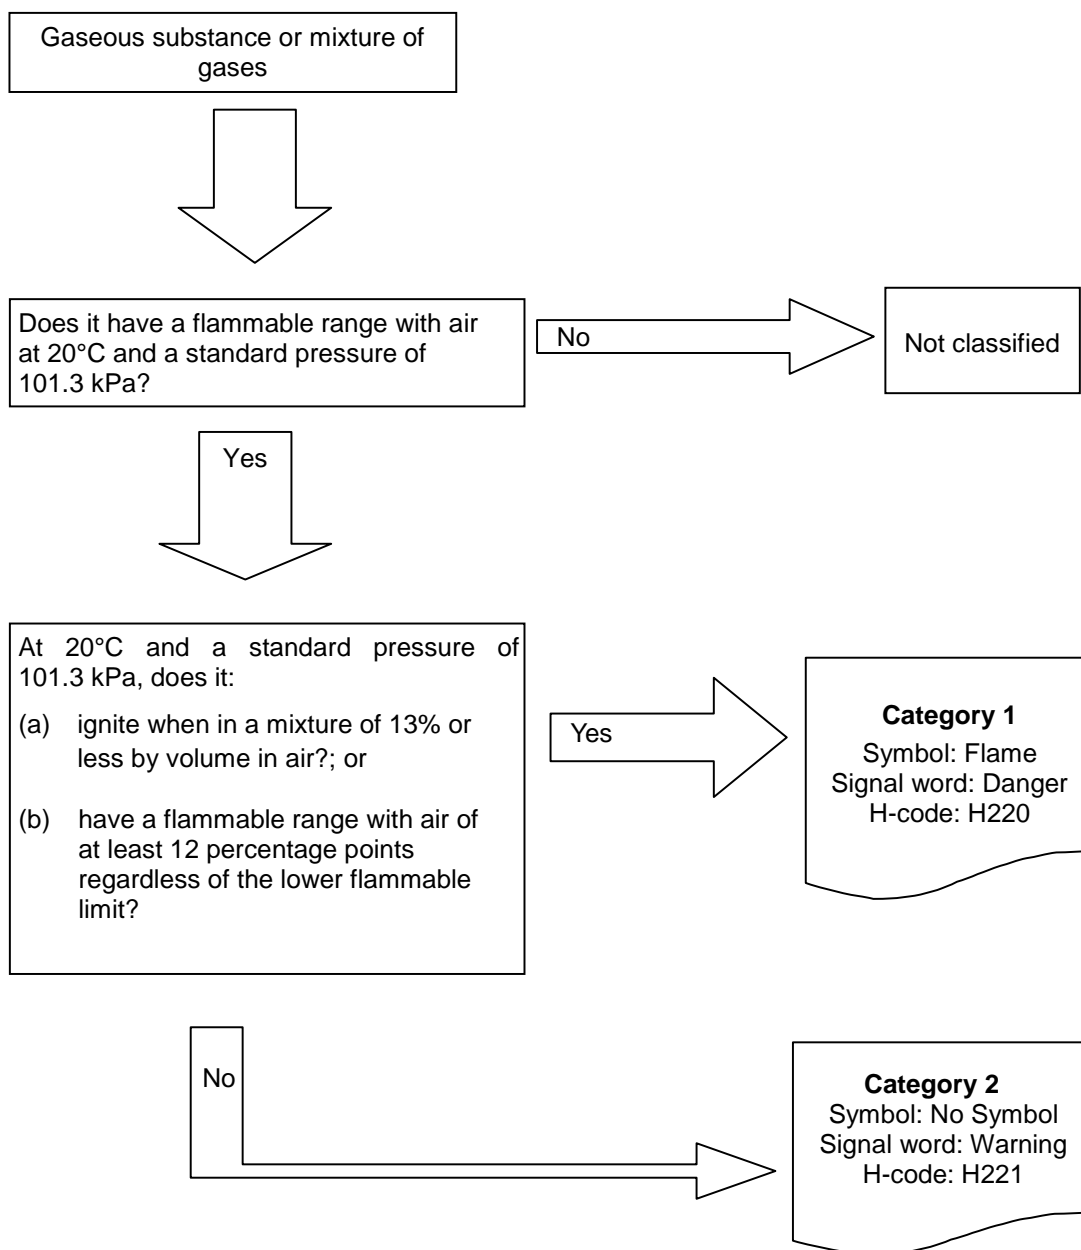 Gaseous substance or mixture of
gases
Does it have a flammable range with air
at 20°C and a standard pressure of
101.3 kPa?
No
Not classified
Yes
At 20°C and a standard pressure of
101.3 kPa, does it:
(a) ignite when in a mixture of 13% or
less by volume in air?; or
(b) have a flammable range with air of
at least 12 percentage points
regardless of the lower flammable
limit?
Yes
Category 1
Symbol: Flame
Signal word: Danger
H-code: H220
No
Category 2
Symbol: No Symbol
Signal word: Warning
H-code: H221